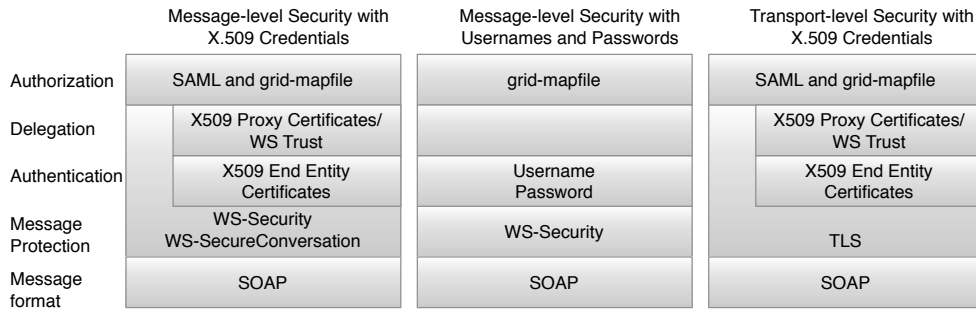 Message-level Security with
X.509 Credentials
Message-level Security with
Usernames and Passwords
Transport-level Security with
X.509 Credentials
Authorization
SAML and grid-mapfile
grid-mapfile
SAML and grid-mapfile
Delegation
X509 Proxy Certificates/
WS Trust
X509 Proxy Certificates/
WS Trust
Authentication
X509 End Entity
Certificates
Username
Password
X509 End Entity
Certificates
Message
Protection
WS-Security
WS-SecureConversation
WS-Security
TLS
Message
format
SOAP
SOAP
SOAP